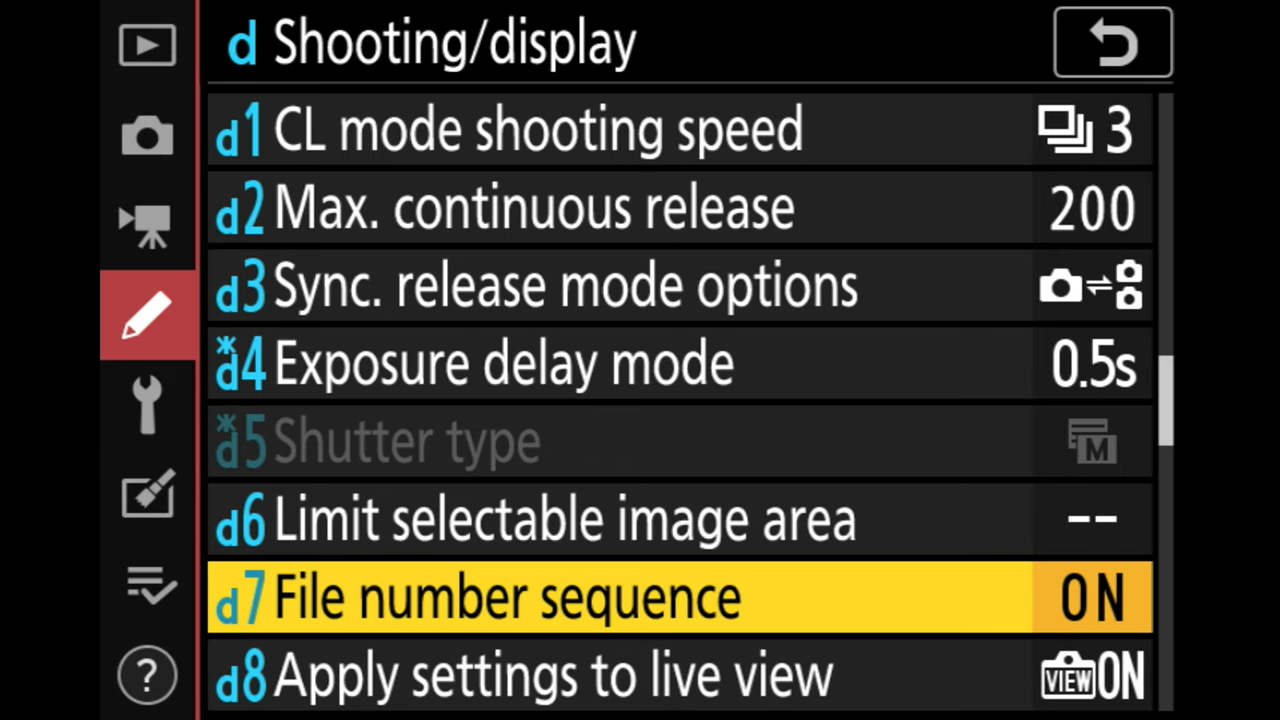 d Shooting/display
d1 CL mode shooting speed 3
d2 Max. continuous release 200
d3 Sync. release mode options
*d4 Exposure delay mode 0.5s
*d5 Shutter type M
d6 Limit selectable image area --
d7 File number sequence ON
d8 Apply settings to live view VIEW ON
?